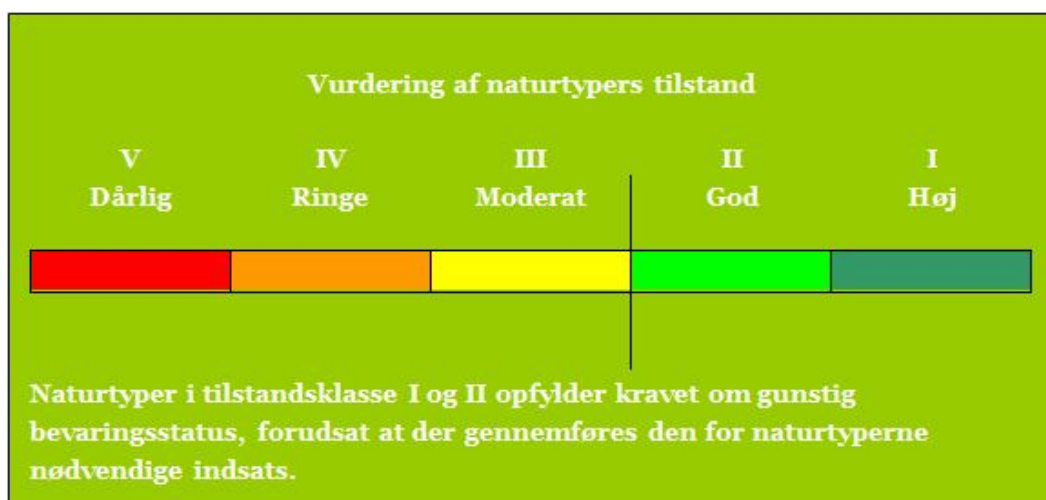 Vurdering af naturtypers tilstand
V IV III II I
Dårlig Ringe Moderat God Høj
Naturtyper i tilstandsklasse I og II opfylder kravet om gunstig
bevaringsstatus, forudsat at der gennemføres den for naturtyperne
nødvendige indsats.